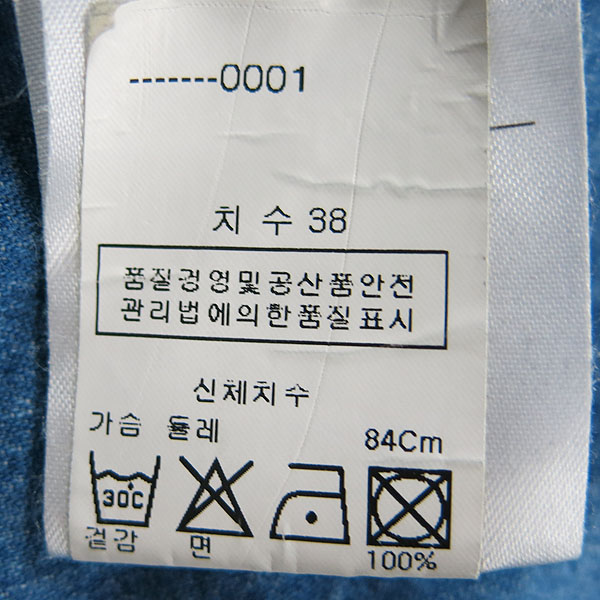 -------0001
치 수 38
품질경영및공산품안전
관리법에의한품질표시
신체치수
가슴 둘레 84Cm
30C
겉감 면 100%